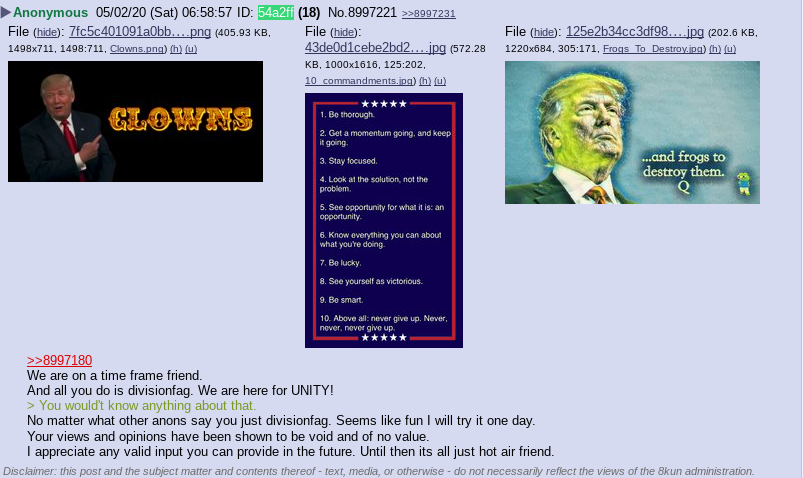 Anonymous 05/02/20 (Sat) 06:58:57 ID: 54a2ff (18) No.8997221 >>8997231
File (hide): 7fc5c401091a0bb….png (405.93 KB, 1498x711, 1498:711, Clowns.png) (h) (u)
CLOWNS
File (hide):
43de0d1cebe2bd2….jpg (572.28
KB, 1000x1616, 125:202,
10_commandments.jpg) (h) (u)
★★★★★
1. Be thorough.
2. Get a momentum going, and keep
it going.
3. Stay focused.
4. Look at the solution, not the
problem.
5. See opportunity for what it is: an
opportunity.
6. Know everything you can about
what you're doing.
7. Be lucky.
8. See yourself as victorious.
9. Be smart.
10. Above all: never give up. Never,
never, never give up.
★★★★★
File (hide): 125e2b34cc3df98….jpg (202.6 KB,
1220x684, 305:171, Frogs_To_Destroy.jpg) (h) (u)
...and frogs to
destroy them.
Q
>>8997180
We are on a time frame friend.
And all you do is divisionfag. We are here for UNITY!
> You would't know anything about that.
No matter what other anons say you just divisionfag. Seems like fun I will try it one day.
Your views and opinions have been shown to be void and of no value.
I appreciate any valid input you can provide in the future. Until then its all just hot air friend.
Disclaimer: this post and the subject matter and contents thereof - text, media, or otherwise - do not necessarily reflect the views of the 8kun administration.